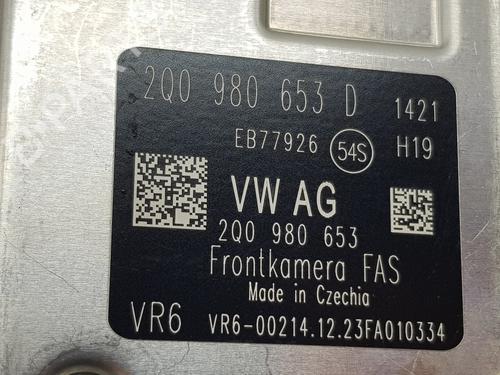 2Q0 980 653 D 1421
EB77926 54S H19
VW AG
2Q0 980 653
Frontkamera FAS
Made in Czechia
VR6 VR6-00214.12.23FA010334